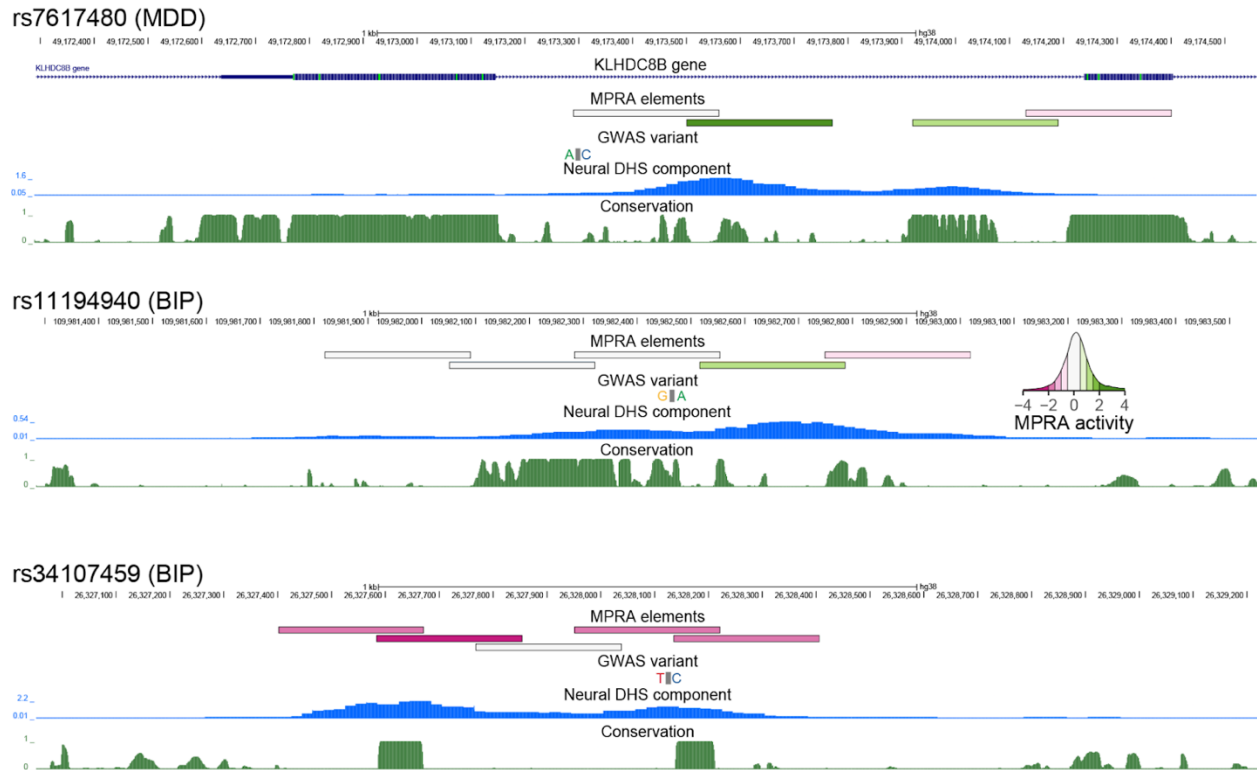 rs7617480 (MDD)
1 kb hg38
49,172,400 49,172,500 49,172,600 49,172,700 49,172,800 49,172,900 49,173,000 49,173,100 49,173,200 49,173,300 49,173,400 49,173,500 49,173,600 49,173,700 49,173,800 49,173,900 49,174,000 49,174,100 49,174,200 49,174,300 49,174,400 49,174,500
KLHDC8B gene
KLHDC8B gene
MPRA elements
GWAS variant
A C
Neural DHS component
1.6
0.05
Conservation
1
0
rs11194940 (BIP)
1 kb hg38
109,981,400 109,981,500 109,981,600 109,981,700 109,981,800 109,981,900 109,982,000 109,982,100 109,982,200 109,982,300 109,982,400 109,982,500 109,982,600 109,982,700 109,982,800 109,982,900 109,983,000 109,983,100 109,983,200 109,983,300 109,983,400 109,983,500
MPRA elements
GWAS variant
G A
−4 −2 0 2 4
MPRA activity
Neural DHS component
0.54
0.01
Conservation
1
0
rs34107459 (BIP)
1 kb hg38
26,327,100 26,327,200 26,327,300 26,327,400 26,327,500 26,327,600 26,327,700 26,327,800 26,327,900 26,328,000 26,328,100 26,328,200 26,328,300 26,328,400 26,328,500 26,328,600 26,328,700 26,328,800 26,328,900 26,329,000 26,329,100 26,329,200
MPRA elements
GWAS variant
T C
Neural DHS component
2.2
0.01
Conservation
1
0